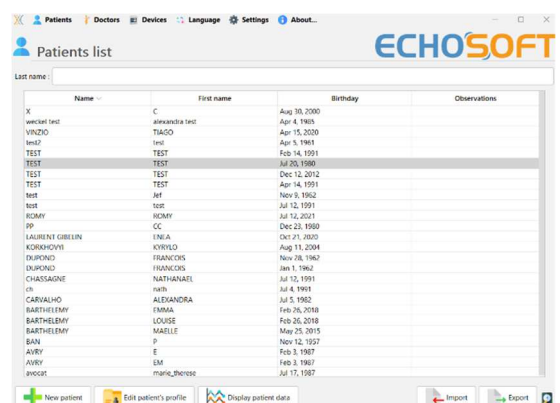 Patients Doctors Devices Language Settings About...
Patients list
ECHOSOFT
Last name :
Name First name Birthday Observations
X C Aug 30, 2000
weckel test alexandra test Apr 4, 1985
VINZIO TIAGO Apr 15, 2020
test2 test Apr 5, 1961
TEST TEST Feb 14, 1991
TEST TEST Jul 20, 1980
TEST TEST Dec 12, 2012
TEST TEST Apr 14, 1991
test Jef Nov 9, 1962
test test Jul 12, 1991
ROMY ROMY Jul 12, 2021
PP CC Dec 23, 1980
LAURENT GIBELIN ENEA Oct 21, 2020
KORKHOVYI KYRYLO Aug 11, 2004
DUPOND FRANCOIS Nov 28, 1962
DUPOND FRANCOIS Jan 1, 1962
CHASSAGNE NATHANAEL Jul 12, 1991
ch nath Jul 4, 1991
CARVALHO ALEXANDRA Jul 5, 1982
BARTHELEMY EMMA Feb 26, 2018
BARTHELEMY LOUISE Feb 26, 2018
BARTHELEMY MAELLE May 25, 2015
BAN P Nov 12, 1957
AVRY E Feb 3, 1987
AVRY EM Feb 3, 1987
avocat marie_therese Jul 17, 1987
New patient Edit patient's profile Display patient data Import Export